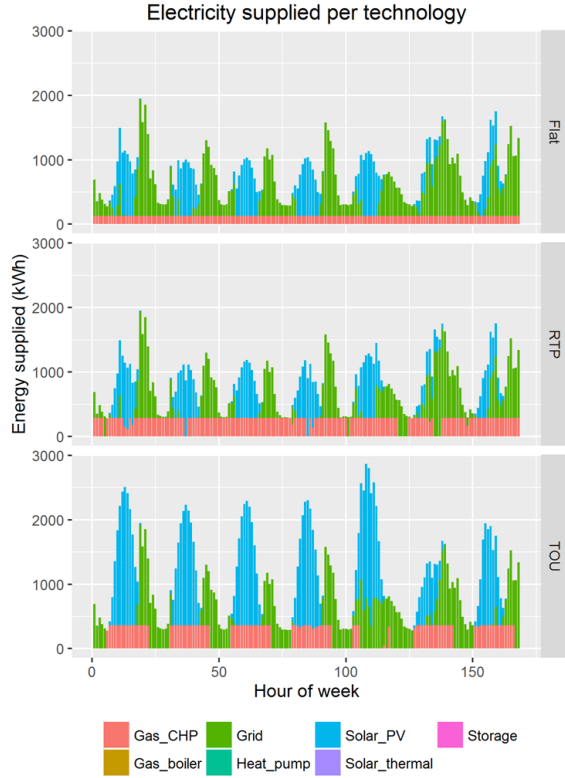 Electricity supplied per technology
3000
2000
1000
0
Flat
3000
2000
1000
0
RTP
3000
2000
1000
0
TOU
Energy supplied (kWh)
0 50 100 150
Hour of week
Gas_CHP Grid Solar_PV Storage
Gas_boiler Heat_pump Solar_thermal